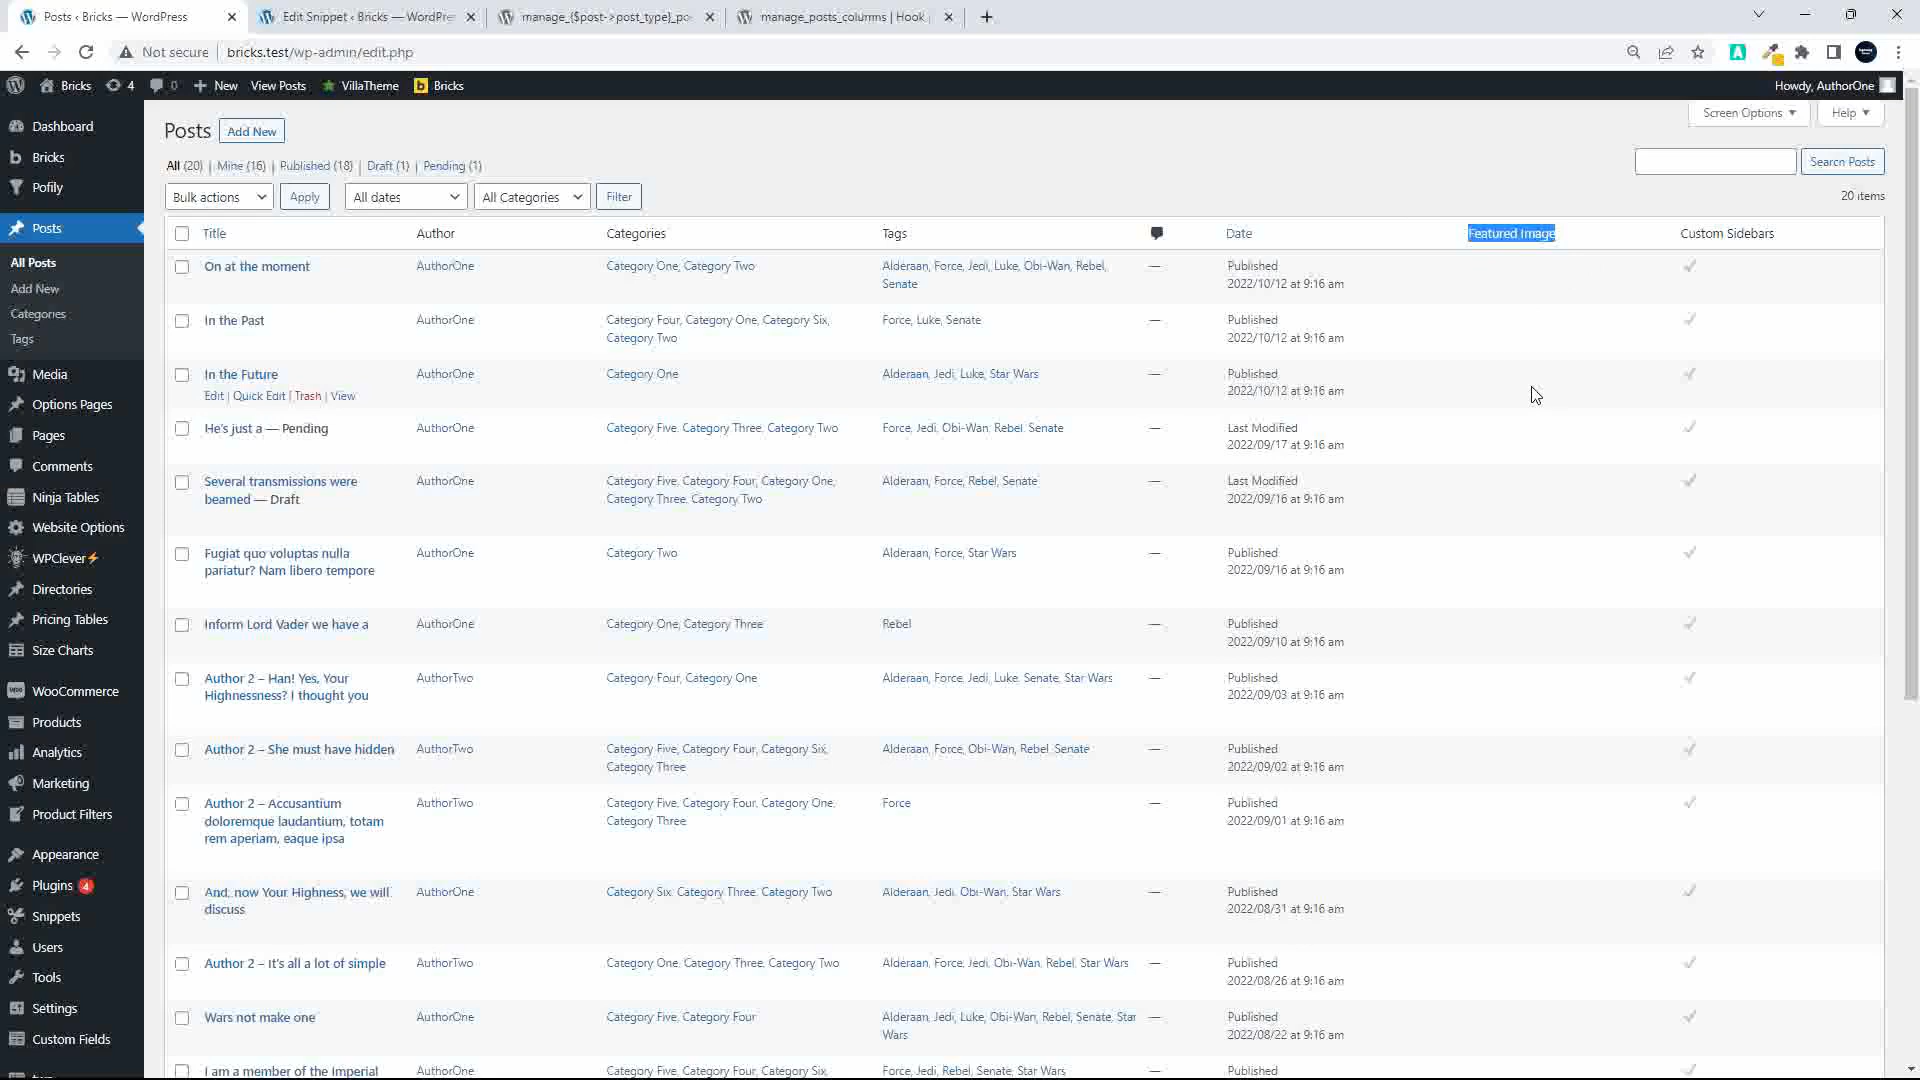 Posts ‹ Bricks — WordPress
Edit Snippet ‹ Bricks — WordPre
manage_{$post->post_type}_po
manage_posts_columns | Hook
Not secure
bricks.test/wp-admin/edit.php
Bricks
4
0
New
View Posts
VillaTheme
Bricks
Howdy, AuthorOne
Dashboard
Bricks
Pofily
Posts
All Posts
Add New
Categories
Tags
Media
Options Pages
Pages
Comments
Ninja Tables
Website Options
WPClever⚡
Directories
Pricing Tables
Size Charts
WooCommerce
Products
Analytics
Marketing
Product Filters
Appearance
Plugins 4
Snippets
Users
Tools
Settings
Custom Fields
Posts
Add New
Screen Options
Help
All (20) | Mine (16) | Published (18) | Draft (1) | Pending (1)
Search Posts
Bulk actions
Apply
All dates
All Categories
Filter
20 items
Title
Author
Categories
Tags
Date
Featured Image
Custom Sidebars
On at the moment
AuthorOne
Category One, Category Two
Alderaan, Force, Jedi, Luke, Obi-Wan, Rebel,
Senate
—
Published
2022/10/12 at 9:16 am
In the Past
AuthorOne
Category Four, Category One, Category Six,
Category Two
Force, Luke, Senate
—
Published
2022/10/12 at 9:16 am
In the Future
Edit | Quick Edit | Trash | View
AuthorOne
Category One
Alderaan, Jedi, Luke, Star Wars
—
Published
2022/10/12 at 9:16 am
He's just a — Pending
AuthorOne
Category Five, Category Three, Category Two
Force, Jedi, Obi-Wan, Rebel, Senate
—
Last Modified
2022/09/17 at 9:16 am
Several transmissions were
beamed — Draft
AuthorOne
Category Five, Category Four, Category One,
Category Three, Category Two
Alderaan, Force, Rebel, Senate
—
Last Modified
2022/09/16 at 9:16 am
Fugiat quo voluptas nulla
pariatur? Nam libero tempore
AuthorOne
Category Two
Alderaan, Force, Star Wars
—
Published
2022/09/16 at 9:16 am
Inform Lord Vader we have a
AuthorOne
Category One, Category Three
Rebel
—
Published
2022/09/10 at 9:16 am
Author 2 – Han! Yes, Your
Highnessness? I thought you
AuthorTwo
Category Four, Category One
Alderaan, Force, Jedi, Luke, Senate, Star Wars
—
Published
2022/09/03 at 9:16 am
Author 2 – She must have hidden
AuthorTwo
Category Five, Category Four, Category Six,
Category Three
Alderaan, Force, Obi-Wan, Rebel, Senate
—
Published
2022/09/02 at 9:16 am
Author 2 – Accusantium
doloremque laudantium, totam
rem aperiam, eaque ipsa
AuthorTwo
Category Five, Category Four, Category One,
Category Three
Force
—
Published
2022/09/01 at 9:16 am
And, now Your Highness, we will
discuss
AuthorOne
Category Six, Category Three, Category Two
Alderaan, Jedi, Obi-Wan, Star Wars
—
Published
2022/08/31 at 9:16 am
Author 2 – It's all a lot of simple
AuthorTwo
Category One, Category Three, Category Two
Alderaan, Force, Jedi, Obi-Wan, Rebel, Star Wars
—
Published
2022/08/26 at 9:16 am
Wars not make one
AuthorOne
Category Five, Category Four
Alderaan, Jedi, Luke, Obi-Wan, Rebel, Senate, Star
Wars
—
Published
2022/08/22 at 9:16 am
I am a member of the Imperial
AuthorOne
Category Five, Category Four, Category Six,
Force, Jedi, Rebel, Senate, Star Wars
—
Published